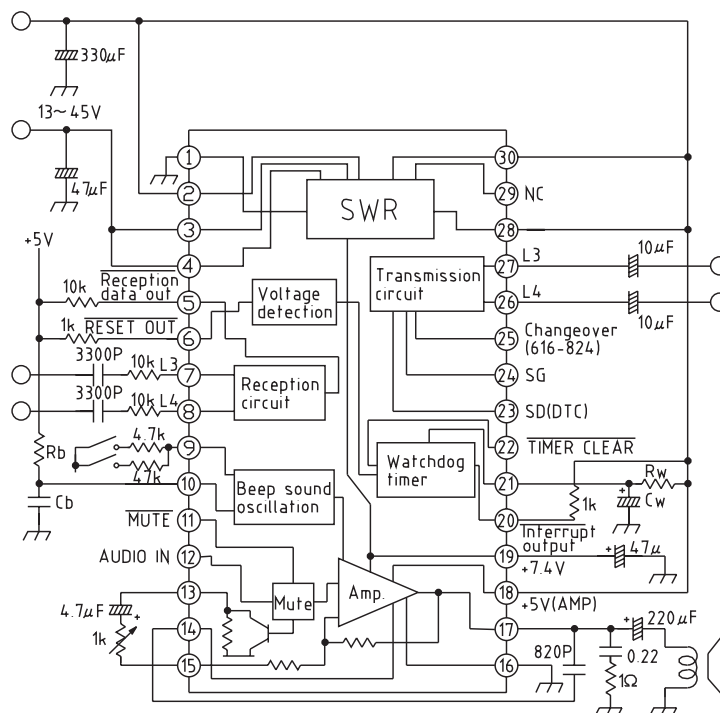 330μF
13~45V
47μF
+5V
Reception
data out
10k
RESET OUT
1k
3300P
10k L3
3300P
10k L4
Rb
4.7k
47k
Cb
MUTE
AUDIO IN
4.7μF
+
1k
1
2
3
4
5
6
7
8
9
10
11
12
13
14
15
SWR
Voltage
detection
Transmission
circuit
Reception
circuit
Watchdog
timer
Beep sound
oscillation
Mute
Amp.
30
29
NC
28
27
L3
10μF
26
L4
10μF
25
Changeover
(616-824)
24
SG
23
SD(DTC)
22
TIMER CLEAR
21
Rw
+
Cw
1k
20
Interrupt
output
19
+7.4V
+
47μ
18
+5V(AMP)
17
+
220μF
820P
0.22
1Ω
16